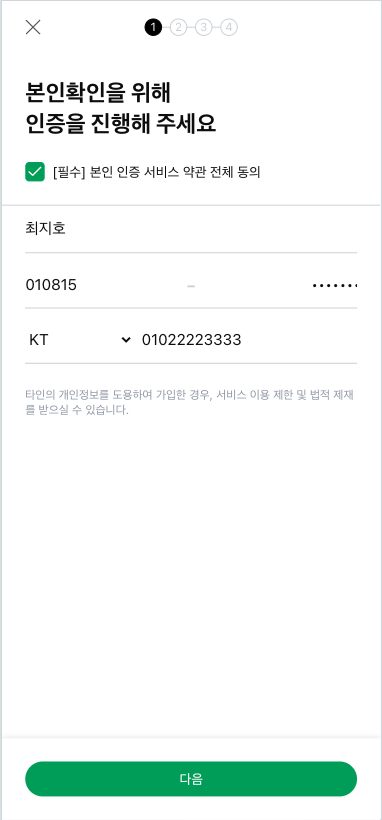 1 2 3 4
본인확인을 위해
인증을 진행해 주세요
[필수] 본인 인증 서비스 약관 전체 동의
최지호
010815 – •••••••
KT 01022223333
타인의 개인정보를 도용하여 가입한 경우, 서비스 이용 제한 및 법적 제재
를 받으실 수 있습니다.
다음